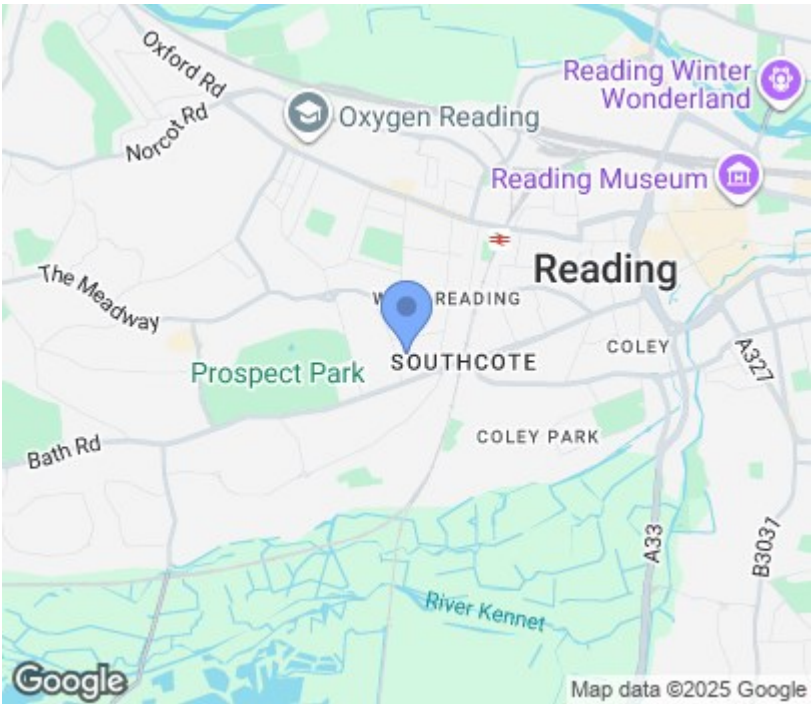 Oxford Rd
Norcot Rd
Oxygen Reading
Reading Winter
Wonderland
Reading Museum
Reading
The Meadway
READING
SOUTHCOTE
COLEY
A327
Prospect Park
Bath Rd
COLEY PARK
A33
B3031
River Kennet
Google
Map data ©2025 Google